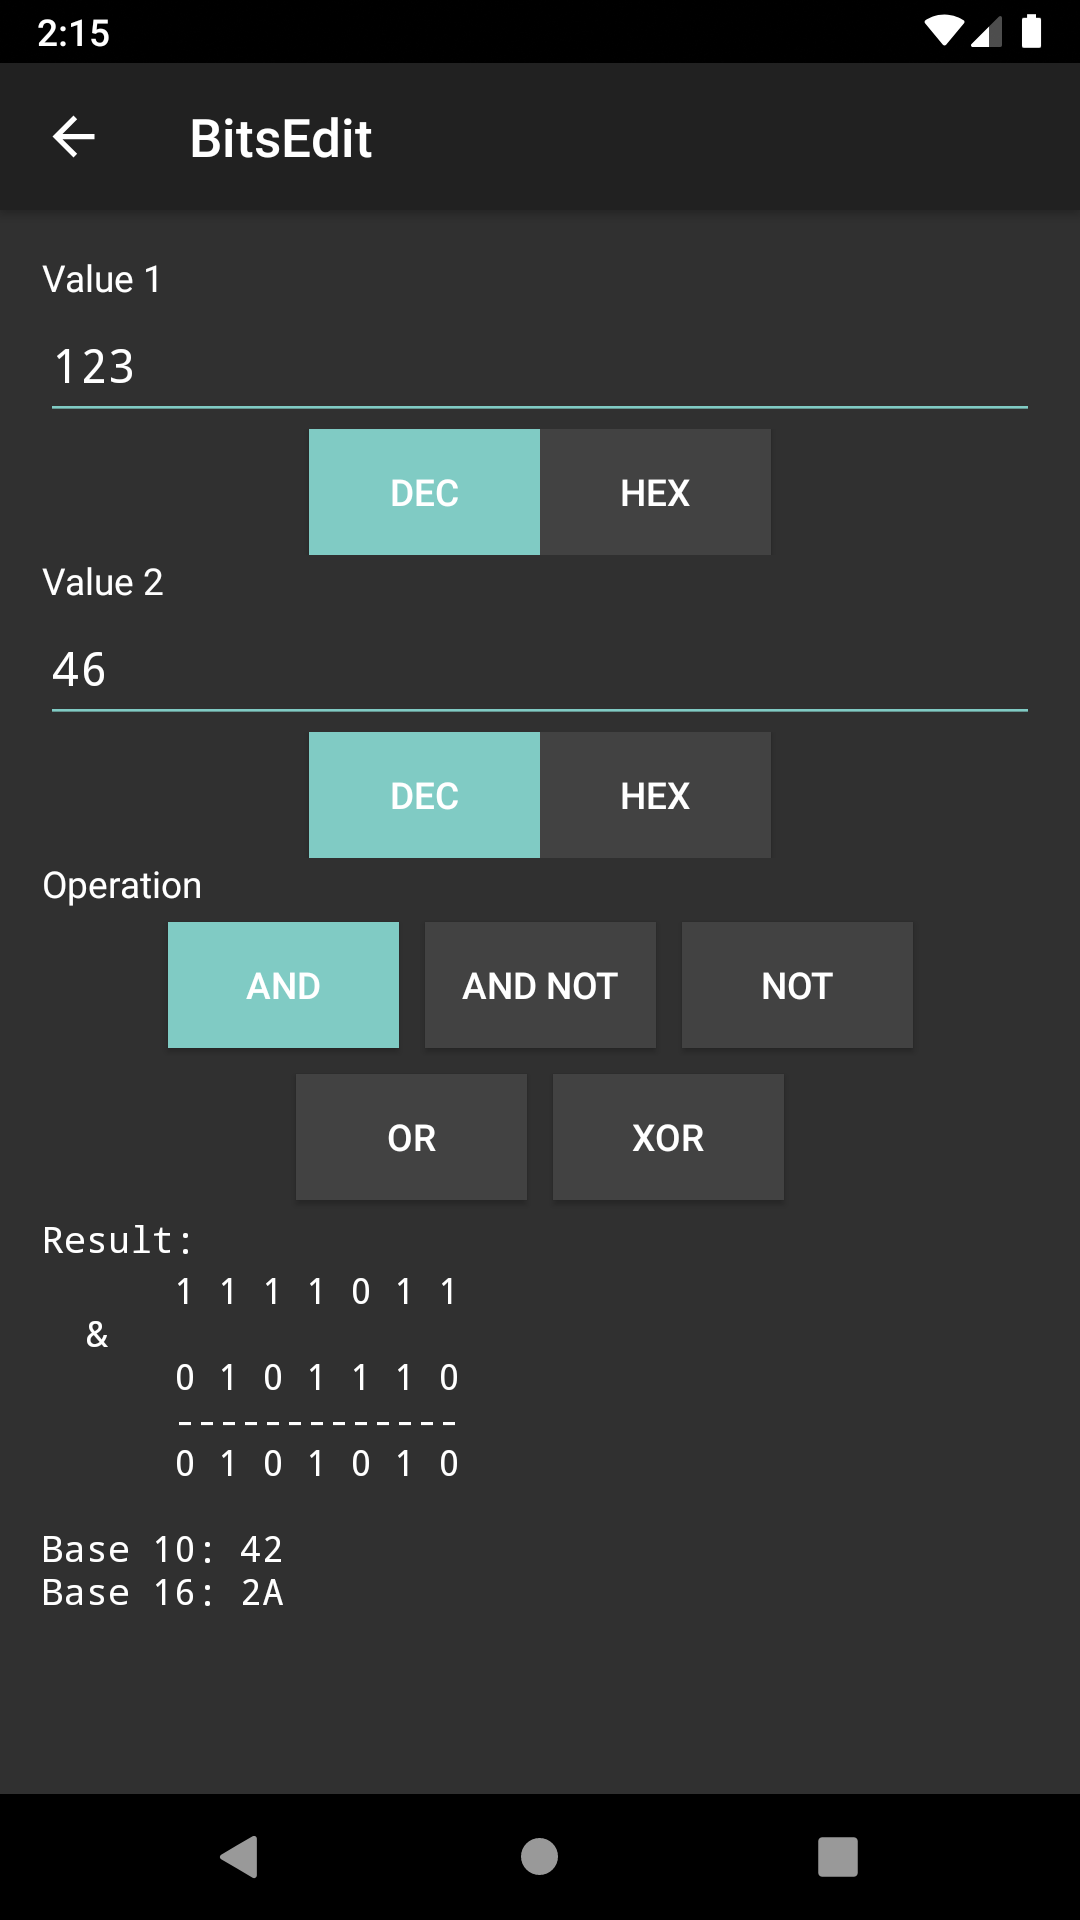 2:15
BitsEdit
Value 1
123
DEC HEX
Value 2
46
DEC HEX
Operation
AND AND NOT NOT
OR XOR
Result:
1 1 1 1 0 1 1
&
0 1 0 1 1 1 0
-------------
0 1 0 1 0 1 0
Base 10: 42
Base 16: 2A